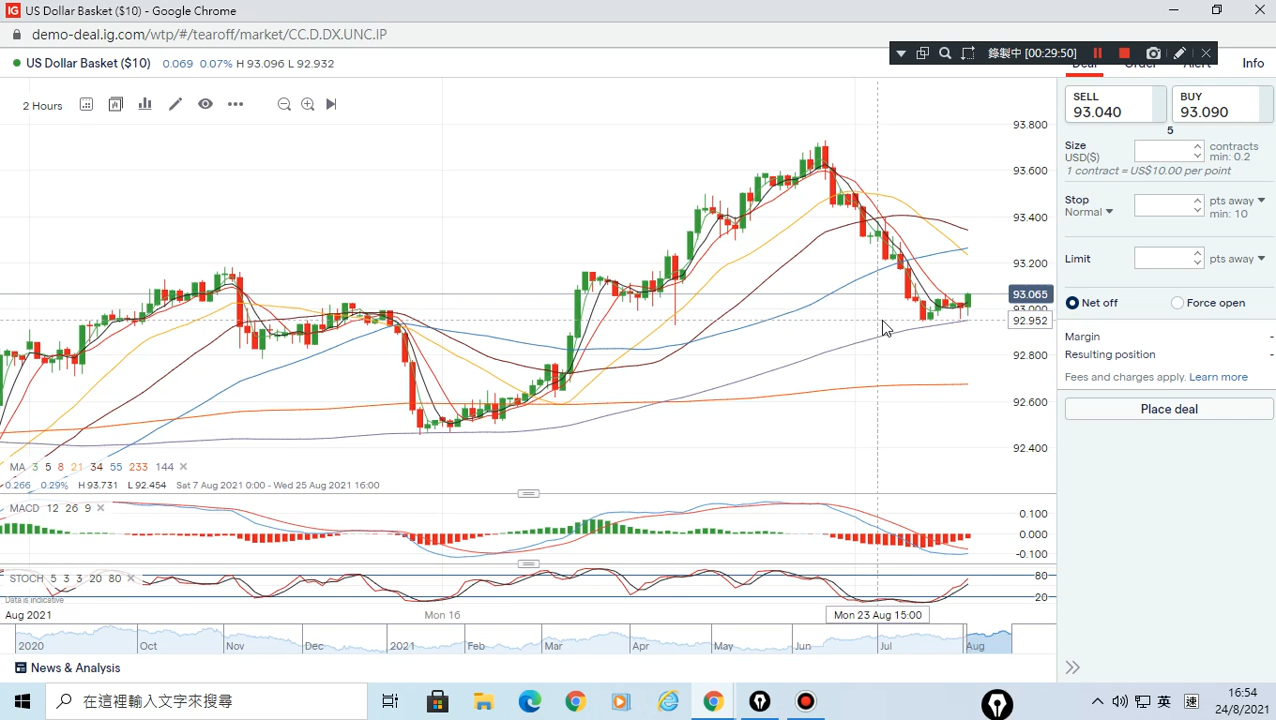 IG US Dollar Basket ($10) - Google Chrome
demo-deal.ig.com/wtp/#/tearoff/market/CC.D.DX.UNC.IP
US Dollar Basket ($10) 0.069 0.07% H 93.096 L 92.932
錄製中 [00:29:50]
Info
2 Hours
SELL
93.040
BUY
93.090
5
Size
USD($)
contracts
min: 0.2
1 contract = US$10.00 per point
Stop
Normal
pts away
min: 10
Limit
pts away
Net off
Force open
Margin -
Resulting position -
Fees and charges apply. Learn more
Place deal
93.800
93.600
93.400
93.200
93.065
92.952
92.800
92.600
92.400
MA 3 5 8 21 34 55 233 144
0.266 0.29% H 93.731 L 92.454 Sat 7 Aug 2021 0:00 - Wed 25 Aug 2021 16:00
MACD 12 26 9
0.100
0.000
-0.100
STOCH 5 3 3 20 80
80
20
Data is indicative
Aug 2021 Mon 16 Mon 23 Aug 15:00
2020 Oct Nov Dec 2021 Feb Mar Apr May Jun Jul Aug
News & Analysis
在這裡輸入文字來搜尋
英
16:54
24/8/2021